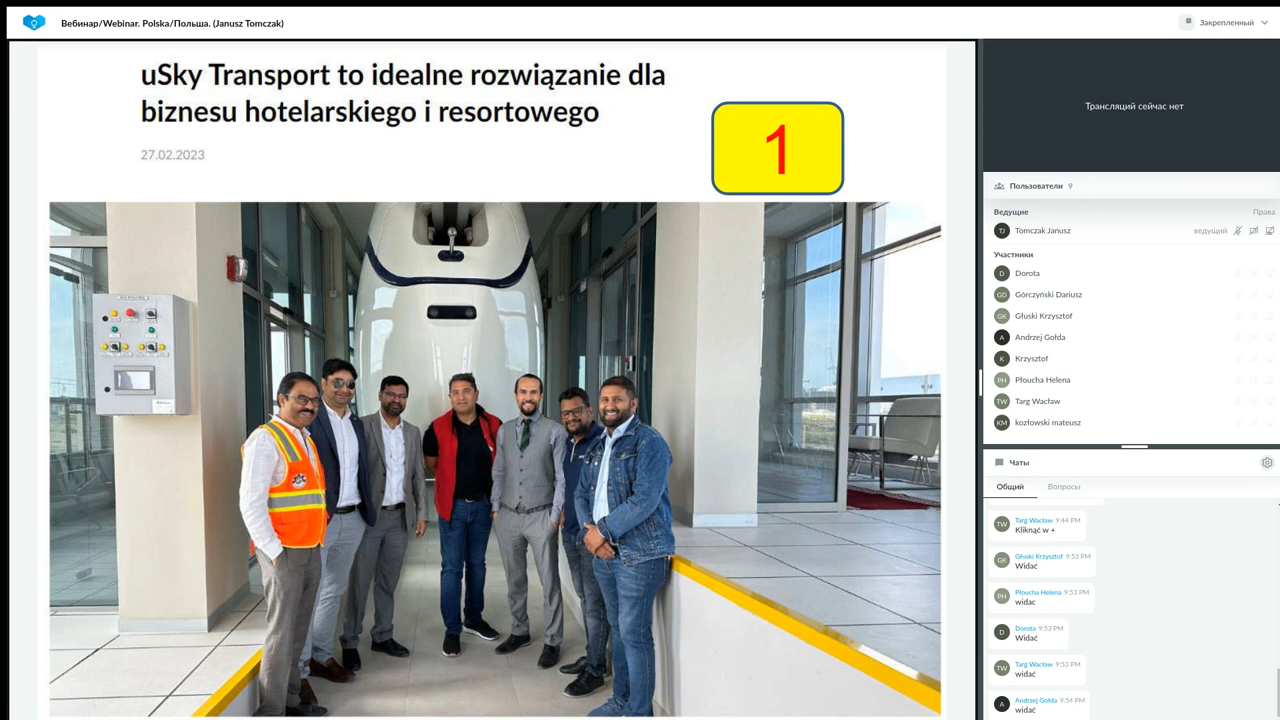 Вебинар/Webinar. Polska/Польша. (Janusz Tomczak)
Закрепленный
uSky Transport to idealne rozwiązanie dla
biznesu hotelarskiego i resortowego
27.02.2023
1
Трансляций сейчас нет
Пользователи 9
Ведущие Права
TJ Tomczak Janusz ведущий
Участники
D Dorota
GD Górczyński Dariusz
GK Głuski Krzysztof
A Andrzej Gołda
K Krzysztof
PH Płoucha Helena
TW Targ Wacław
KM kozłowski mateusz
Чаты
Общий Вопросы
TW Targ Wacław 9:44 PM
Kliknąć w +
GK Głuski Krzysztof 9:53 PM
Widać
PH Płoucha Helena 9:53 PM
widac
D Dorota 9:53 PM
Widać
TW Targ Wacław 9:53 PM
widać
A Andrzej Gołda 9:54 PM
widać